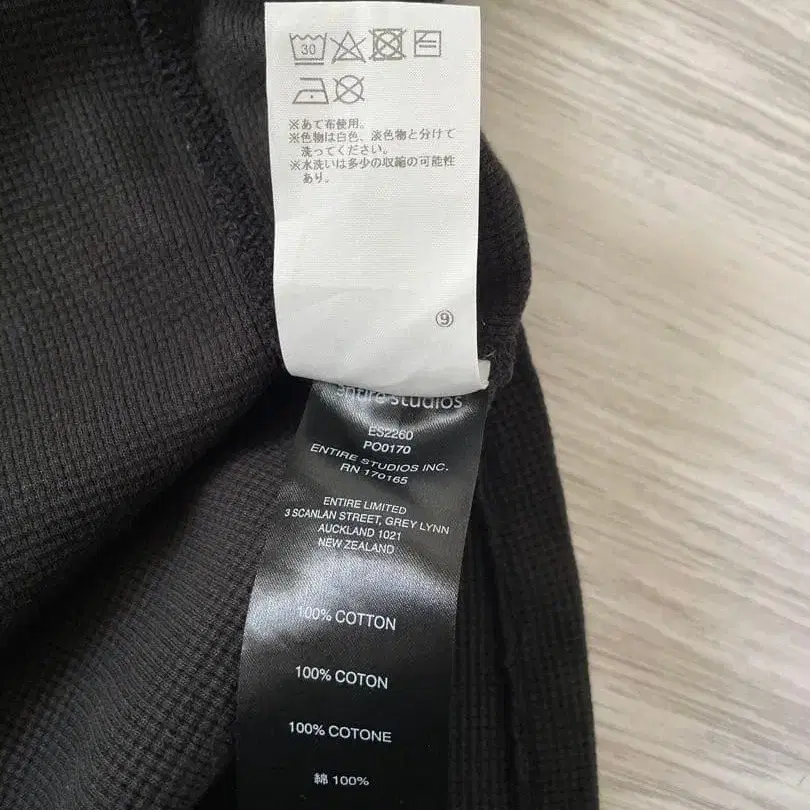 30
※あて布使用。
※色物は白色、淡色物と分けて
洗ってください。
※水洗いは多少の収縮の可能性
あり。
⑨
entire studios
ES2260
PO0170
ENTIRE STUDIOS INC.
RN 170165
ENTIRE LIMITED
3 SCANLAN STREET, GREY LYNN
AUCKLAND 1021
NEW ZEALAND
100% COTTON
100% COTON
100% COTONE
綿 100%